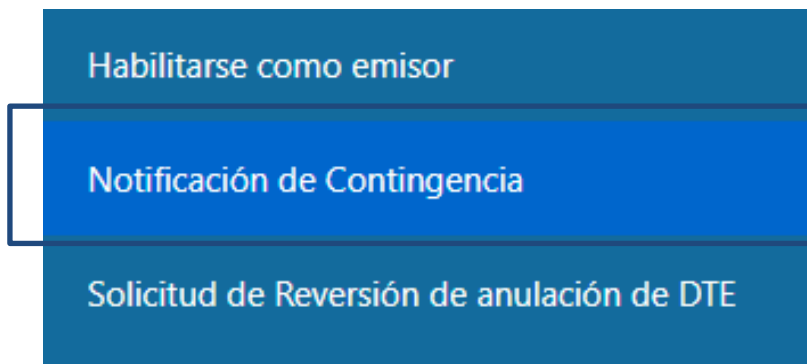 Habilitarse como emisor
Notificación de Contingencia
Solicitud de Reversión de anulación de DTE